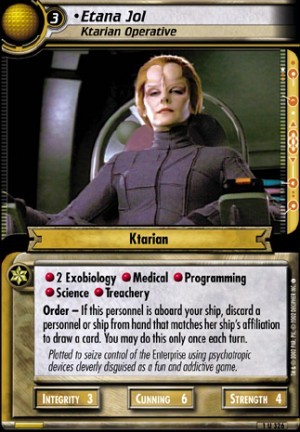 3
•Etana Jol
Ktarian Operative
Ktarian
2 Exobiology Medical Programming
Science Treachery
Order – If this personnel is aboard your ship, discard a
personnel or ship from hand that matches her ship's affiliation
to draw a card. You may do this only once each turn.
Plotted to seize control of the Enterprise using psychotropic
devices cleverly disguised as a fun and addictive game.
INTEGRITY 3 CUNNING 6 STRENGTH 4